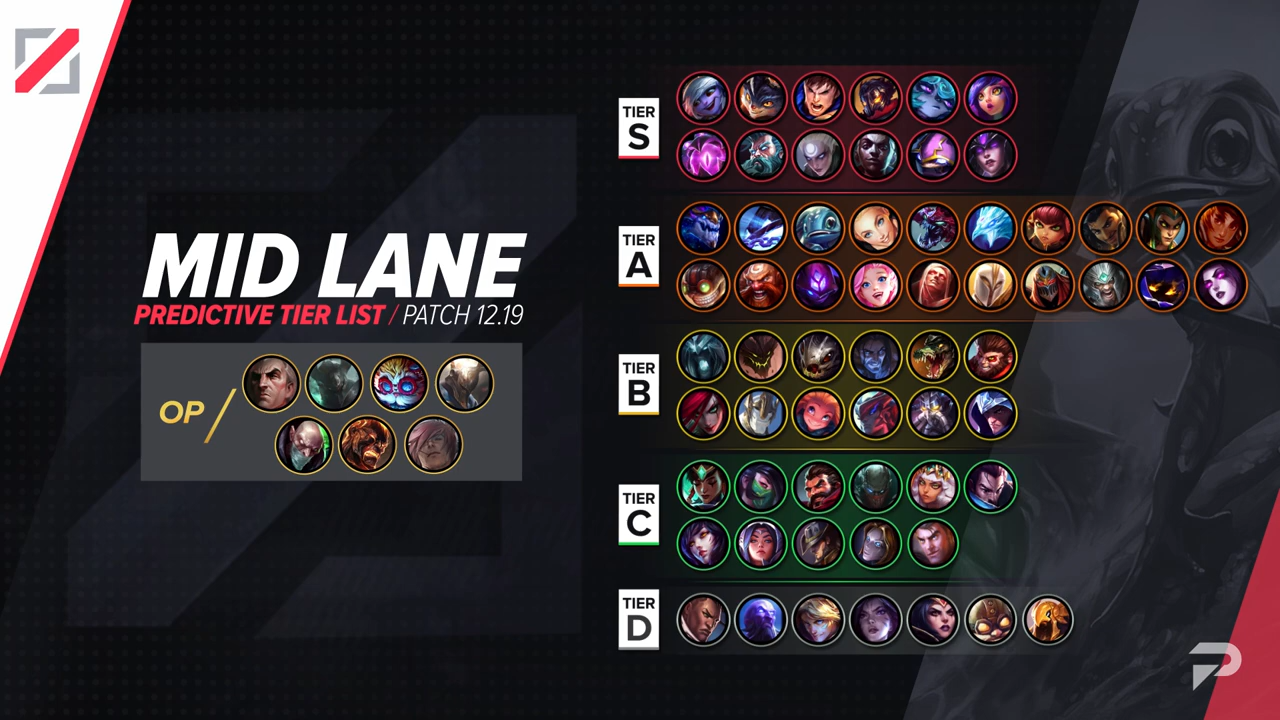 MID LANE
PREDICTIVE TIER LIST / PATCH 12.19
OP /
TIER
S
TIER
A
TIER
B
TIER
C
TIER
D